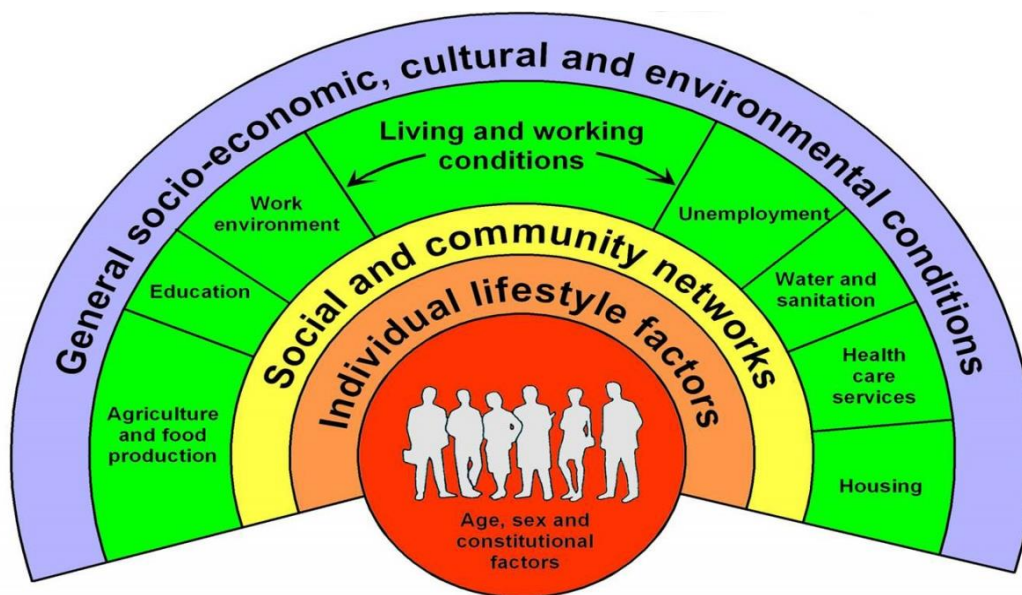 General socio-economic, cultural and environmental conditions
Living and working
conditions
Work
environment
Education
Agriculture
and food
production
Unemployment
Water and
sanitation
Health
care
services
Housing
Social and community networks
Individual lifestyle factors
Age, sex and
constitutional
factors